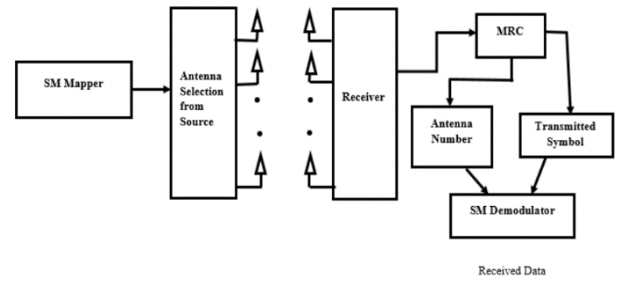 SM Mapper
Antenna
Selection
from
Source
Receiver
MRC
Antenna
Number
Transmitted
Symbol
SM Demodulator
Received Data